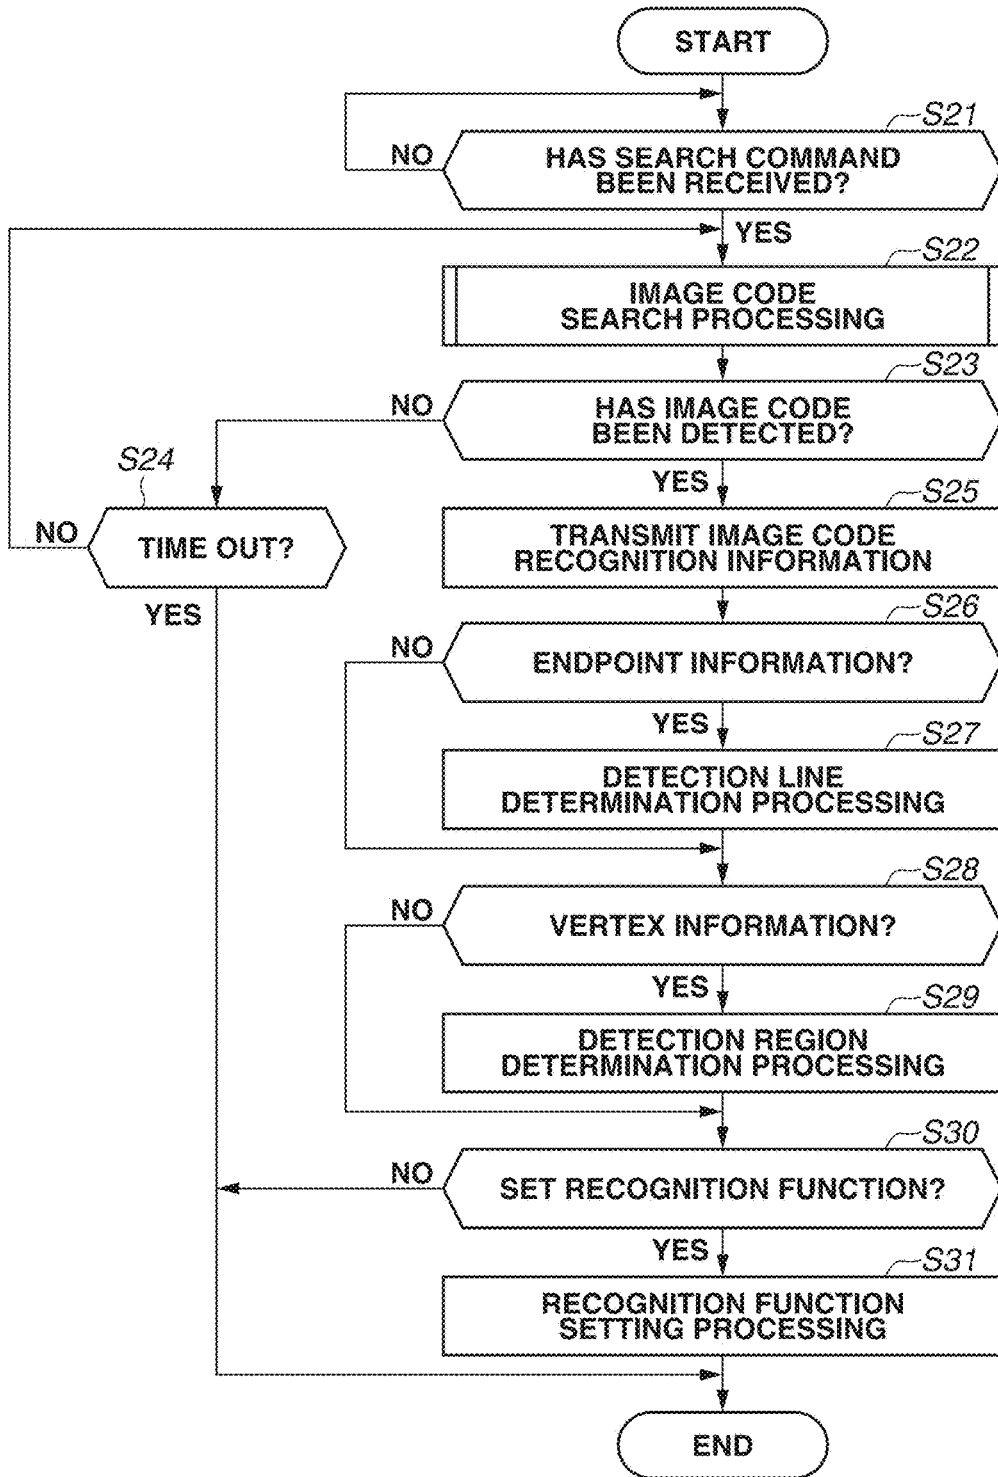 START
S21
NO
HAS SEARCH COMMAND
BEEN RECEIVED?
YES
S22
IMAGE CODE
SEARCH PROCESSING
S23
NO
HAS IMAGE CODE
BEEN DETECTED?
S24
YES
S25
NO
TIME OUT?
TRANSMIT IMAGE CODE
RECOGNITION INFORMATION
YES
S26
NO
ENDPOINT INFORMATION?
YES
S27
DETECTION LINE
DETERMINATION PROCESSING
S28
NO
VERTEX INFORMATION?
YES
S29
DETECTION REGION
DETERMINATION PROCESSING
S30
NO
SET RECOGNITION FUNCTION?
YES
S31
RECOGNITION FUNCTION
SETTING PROCESSING
END